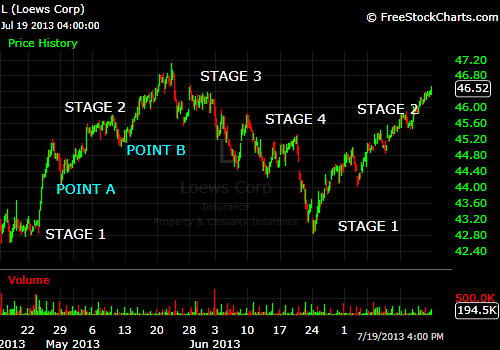 L (Loews Corp)
Jul 19 2013 04:00:00
© FreeStockCharts.com
Price History
47.20
46.80
46.52
46.00
45.60
45.20
44.80
44.40
44.00
43.60
43.20
42.80
42.40
STAGE 3
STAGE 2
STAGE 4
STAGE 2
POINT B
POINT A
STAGE 1
STAGE 1
L
Loews Corp
Insurance
Property & Casualty Insurance
Volume
500.0K
194.5K
22 29 6 13 20 28 3 10 17 24 1
2013 May 2013 Jun 2013
7/19/2013 4:00 PM